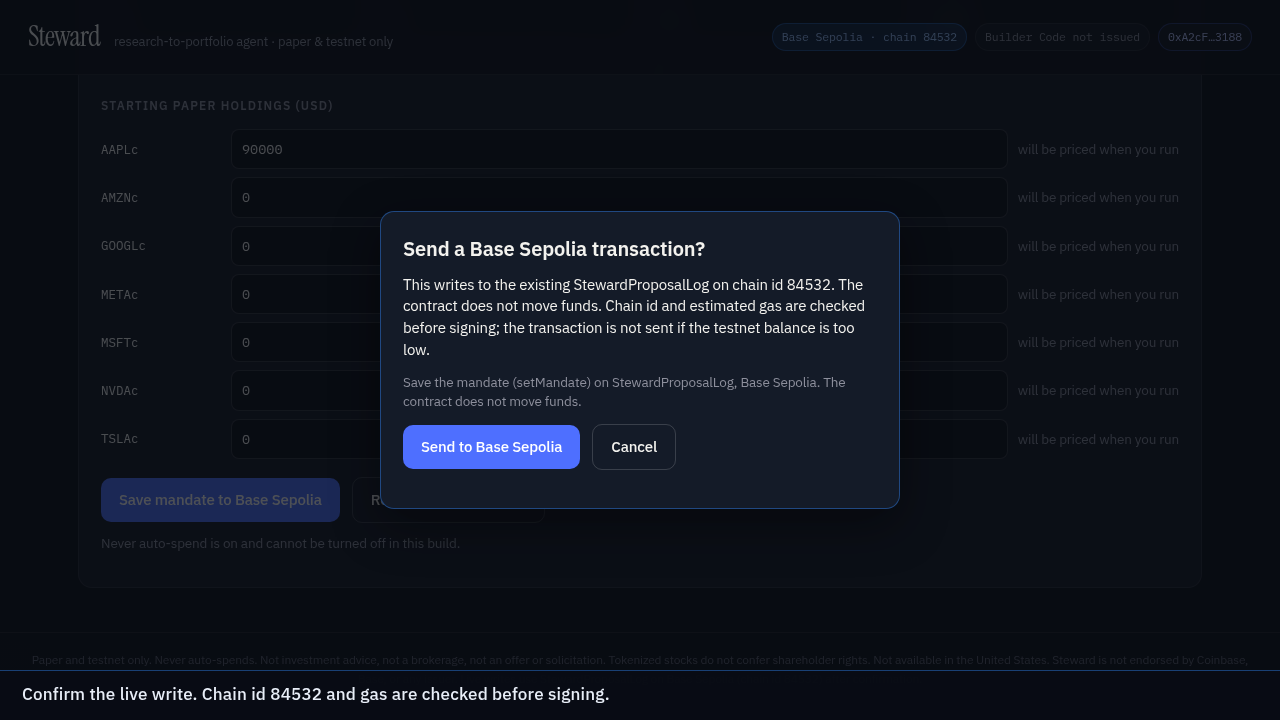 Steward research-to-portfolio agent · paper & testnet only
Base Sepolia · chain 84532
Builder Code not issued
0xA2cF…3188
STARTING PAPER HOLDINGS (USD)
AAPLc 90000 will be priced when you run
AMZNc 0 will be priced when you run
GOOGLc 0 will be priced when you run
METAc 0 will be priced when you run
MSFTc 0 will be priced when you run
NVDAc 0 will be priced when you run
TSLAc 0 will be priced when you run
Send a Base Sepolia transaction?
This writes to the existing StewardProposalLog on chain id 84532. The
contract does not move funds. Chain id and estimated gas are checked
before signing; the transaction is not sent if the testnet balance is too
low.
Save the mandate (setMandate) on StewardProposalLog, Base Sepolia. The
contract does not move funds.
Send to Base Sepolia
Cancel
Save mandate to Base Sepolia
Never auto-spend is on and cannot be turned off in this build.
Paper and testnet only. Never auto-spends. Not investment advice, not a brokerage, not an offer or solicitation. Tokenized stocks do not confer shareholder rights. Not available in the United States. Steward is not endorsed by Coinbase,
Confirm the live write. Chain id 84532 and gas are checked before signing.